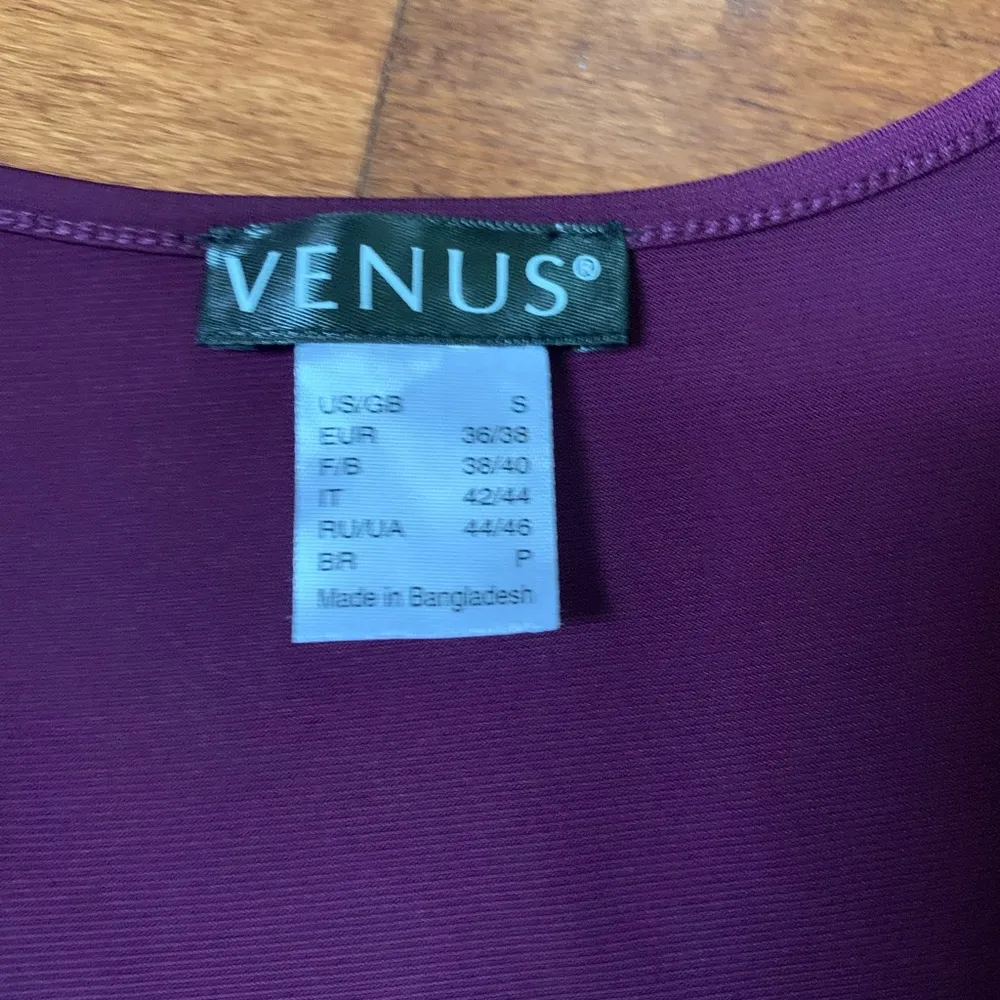 VENUS®
US/GB S
EUR 36/38
F/B 38/40
IT 42/44
RU/UA 44/46
BR P
Made in Bangladesh